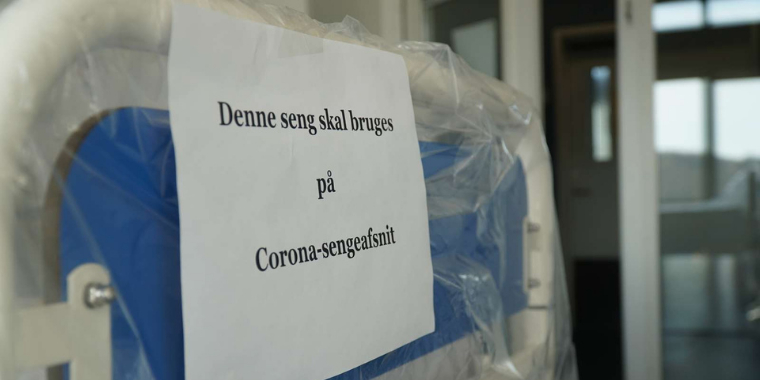 Denne seng skal bruges
på
Corona-sengeafsnit